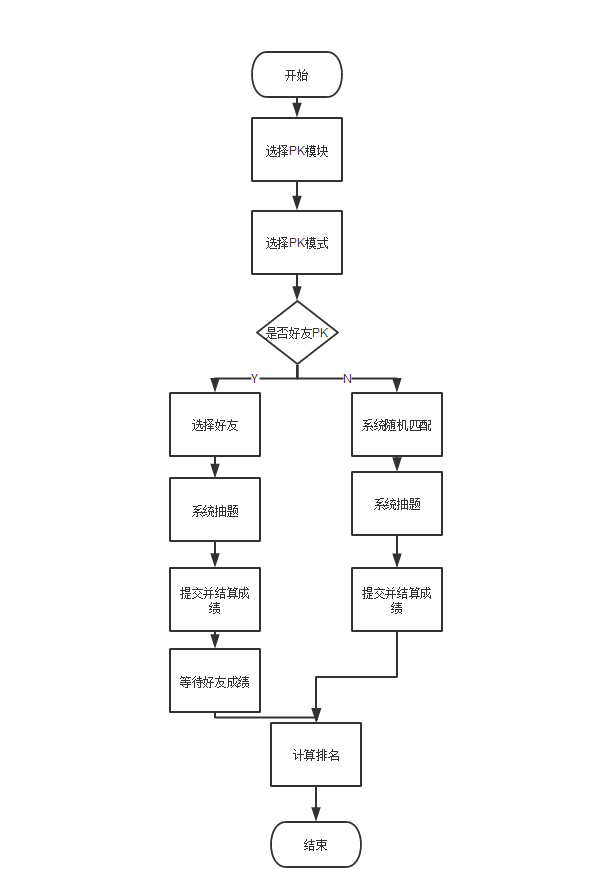 开始
选择PK模块
选择PK模式
是否好友PK
Y
N
选择好友
系统随机匹配
系统抽题
系统抽题
提交并结算成
绩
提交并结算成
绩
等待好友成绩
计算排名
结束